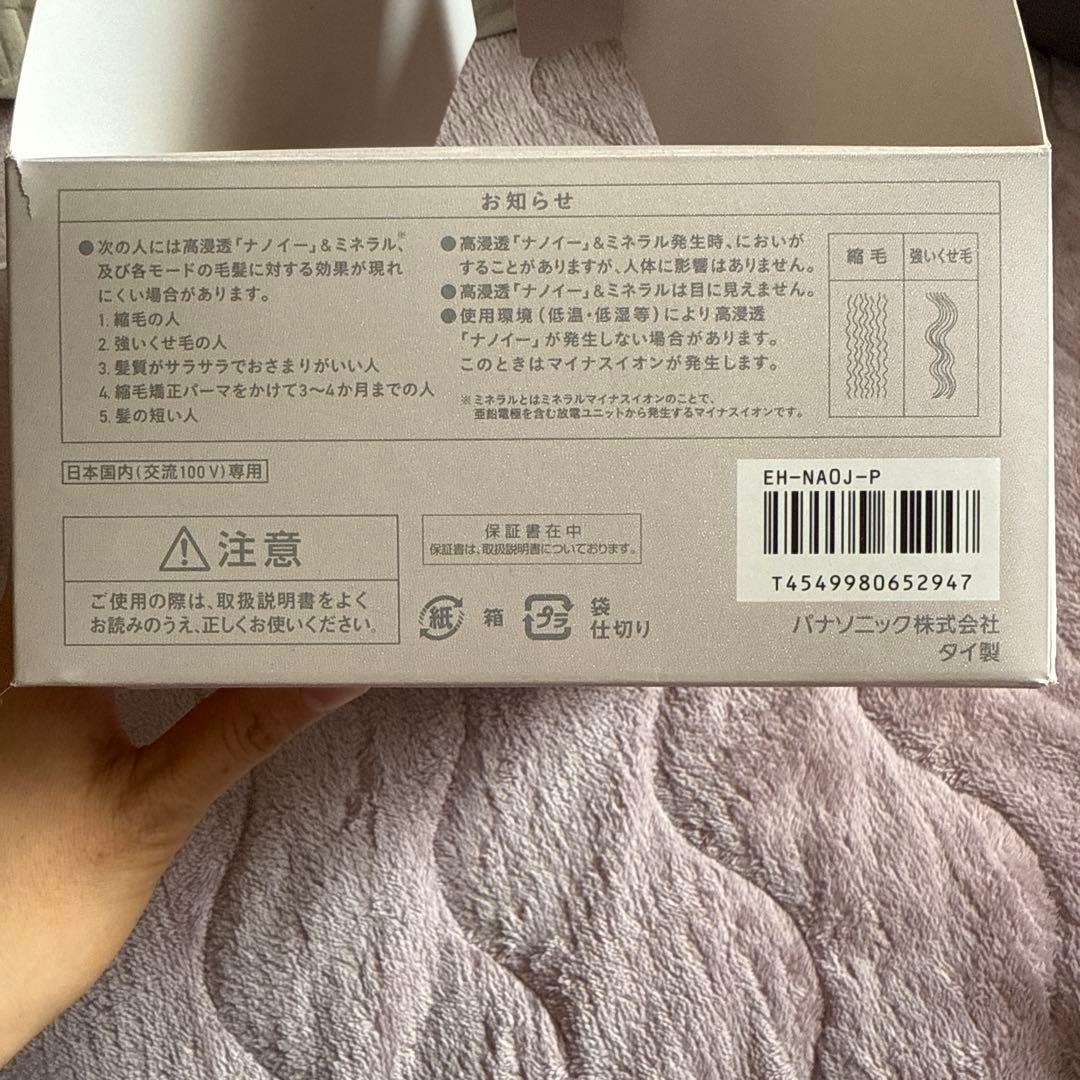 お知らせ
●次の人には高浸透「ナノイー」&ミネラル※、
及び各モードの毛髪に対する効果が現れ
にくい場合があります。
1. 縮毛の人
2. 強いくせ毛の人
3. 髪質がサラサラでおさまりがいい人
4. 縮毛矯正パーマをかけて3〜4か月までの人
5. 髪の短い人
●高浸透「ナノイー」&ミネラル発生時、においが
することがありますが、人体に影響はありません。
●高浸透「ナノイー」&ミネラルは目に見えません。
●使用環境(低温・低湿等)により高浸透
「ナノイー」が発生しない場合があります。
このときはマイナスイオンが発生します。
※ミネラルとはミネラルマイナスイオンのことで、
亜鉛電極を含む放電ユニットから発生するマイナスイオンです。
縮毛 強いくせ毛
日本国内(交流100V)専用
注意
ご使用の際は、取扱説明書をよく
お読みのうえ、正しくお使いください。
保証書在中
保証書は、取扱説明書についております。
紙 箱 プラ 袋
仕切り
EH-NA0J-P
T4549980652947
パナソニック株式会社
タイ製